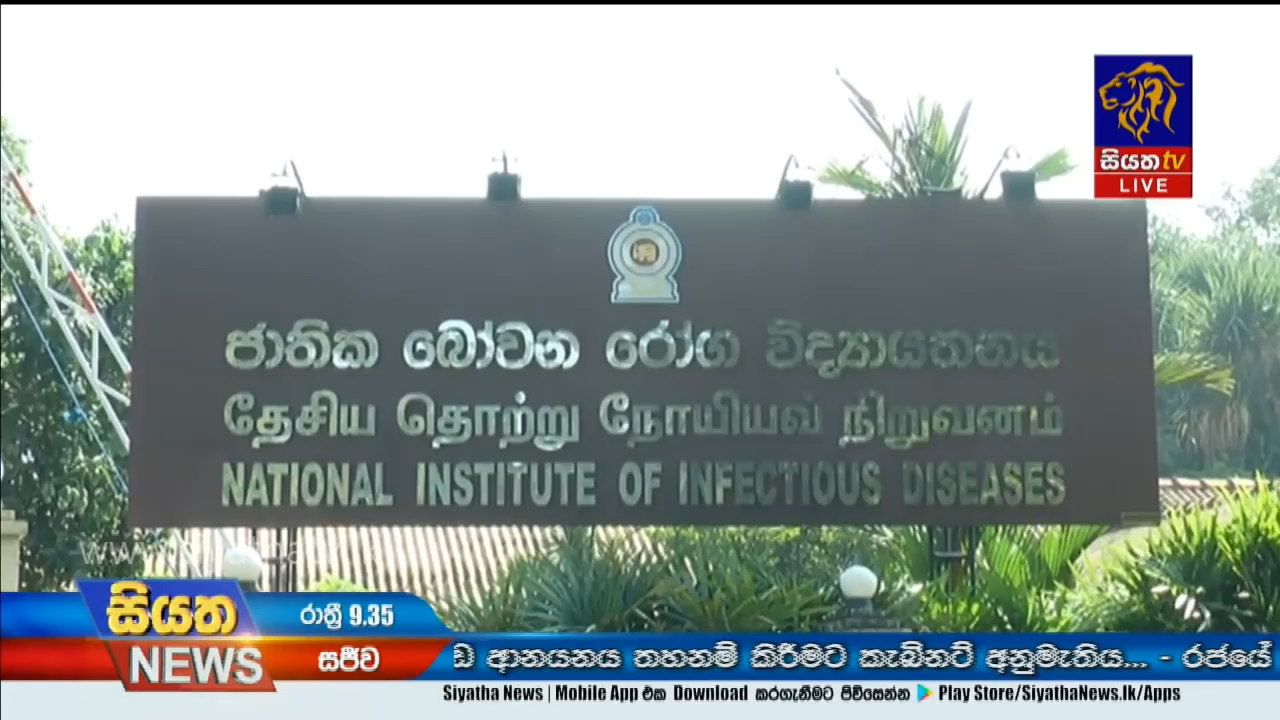 සියත tv
LIVE
ජාතික බෝවන රෝග විද්‍යායතනය
தேசிய தொற்று நோயியவ் நிறுவனம்
NATIONAL INSTITUTE OF INFECTIOUS DISEASES
සියත
NEWS
රාත්‍රී 9.35
සජීව
ඩ ආනයනය තහනම් කිරීමට කැබිනට් අනුමැතිය... - රජයේ
Siyatha News | Mobile App එක Download කරගැනීමට පිවිසෙන්න Play Store/SiyathaNews.lk/Apps